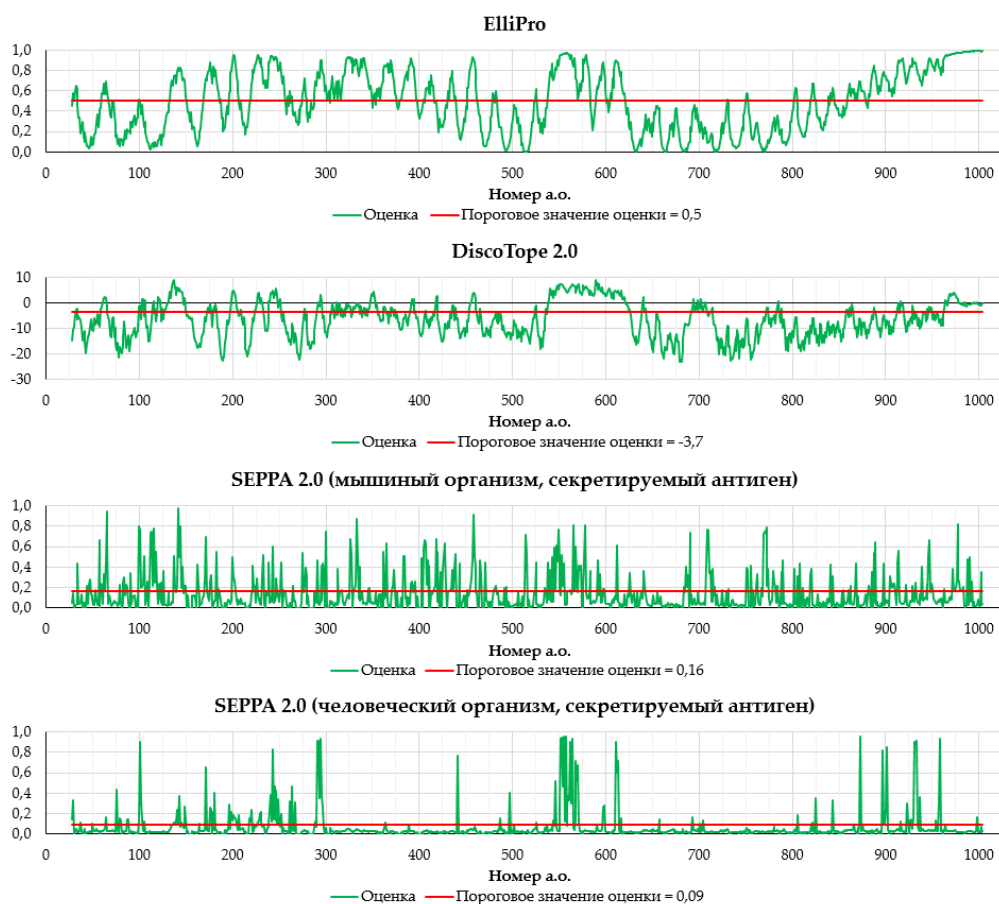 ElliPro
1,0
0,8
0,6
0,4
0,2
0,0
0 100 200 300 400 500 600 700 800 900 1000
Номер а.о.
Оценка Пороговое значение оценки = 0,5
DiscoTope 2.0
10
0
-10
-20
-30
0 100 200 300 400 500 600 700 800 900 1000
Номер а.о.
Оценка Пороговое значение оценки = -3,7
SEPPA 2.0 (мышиный организм, секретируемый антиген)
1,0
0,8
0,6
0,4
0,2
0,0
0 100 200 300 400 500 600 700 800 900 1000
Номер а.о.
Оценка Пороговое значение оценки = 0,16
SEPPA 2.0 (человеческий организм, секретируемый антиген)
1,0
0,8
0,6
0,4
0,2
0,0
0 100 200 300 400 500 600 700 800 900 1000
Номер а.о.
Оценка Пороговое значение оценки = 0,09